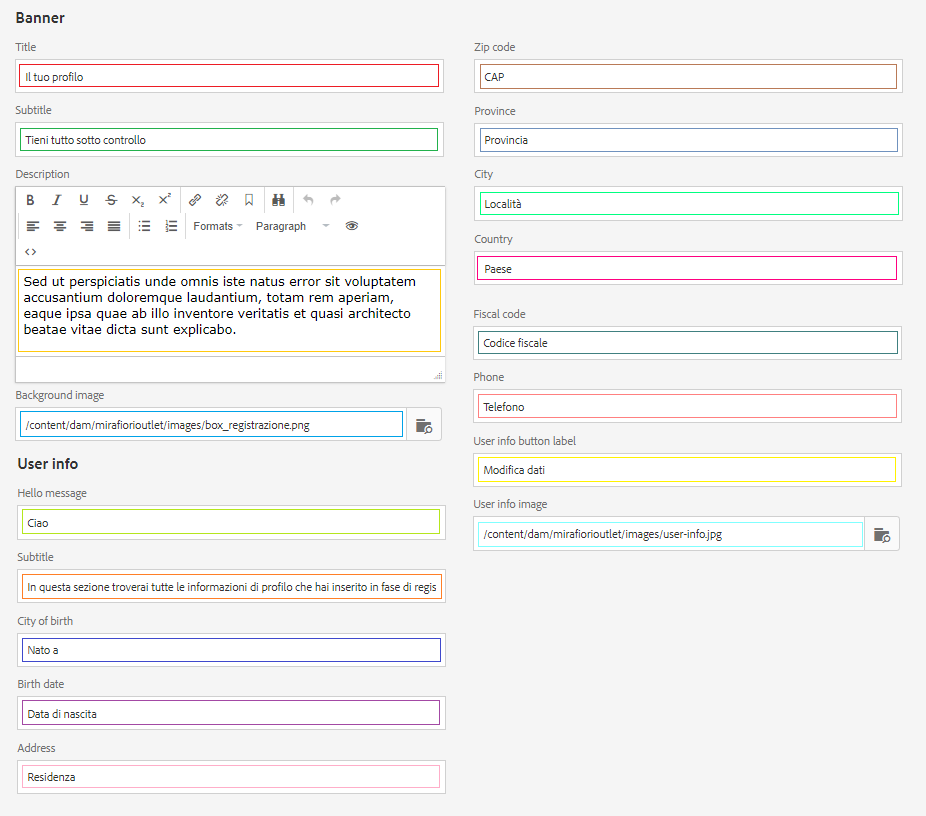 Banner
Title
Il tuo profilo
Subtitle
Tieni tutto sotto controllo
Description
B I U S X₂ X²
Formats Paragraph
<>
Sed ut perspiciatis unde omnis iste natus error sit voluptatem
accusantium doloremque laudantium, totam rem aperiam,
eaque ipsa quae ab illo inventore veritatis et quasi architecto
beatae vitae dicta sunt explicabo.
Background image
/content/dam/mirafiorioutlet/images/box_registrazione.png
User info
Hello message
Ciao
Subtitle
In questa sezione troverai tutte le informazioni di profilo che hai inserito in fase di regis
City of birth
Nato a
Birth date
Data di nascita
Address
Residenza
Zip code
CAP
Province
Provincia
City
Località
Country
Paese
Fiscal code
Codice fiscale
Phone
Telefono
User info button label
Modifica dati
User info image
/content/dam/mirafiorioutlet/images/user-info.jpg